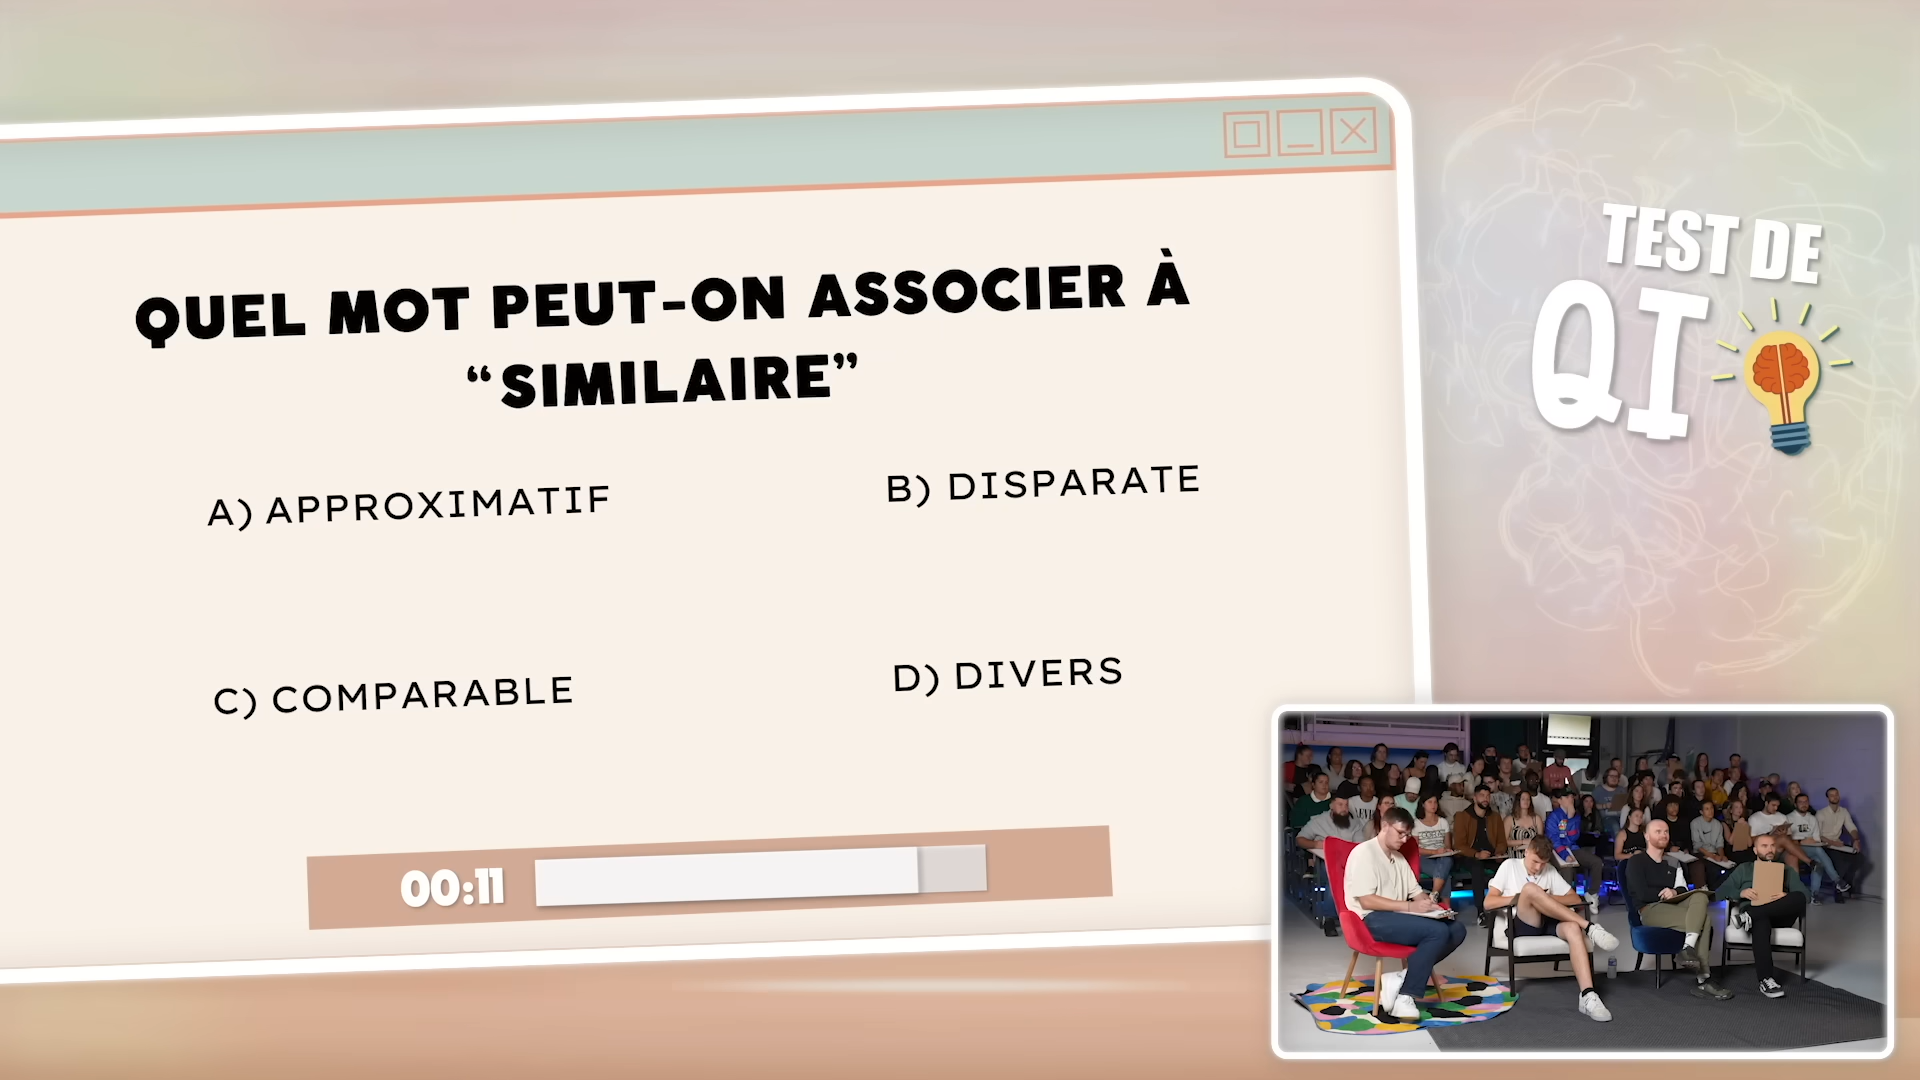 QUEL MOT PEUT-ON ASSOCIER À
“SIMILAIRE”
A) APPROXIMATIF
B) DISPARATE
C) COMPARABLE
D) DIVERS
00:11
TEST DE
QI